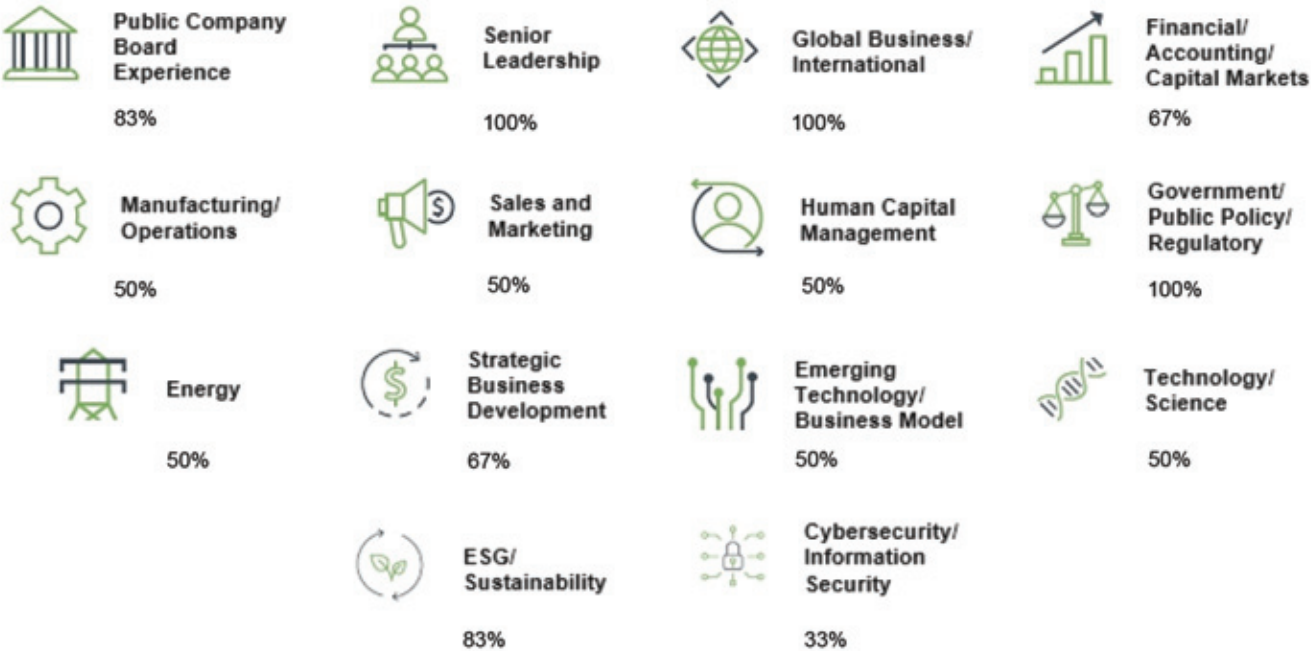 Public Company
Board
Experience
83%
Senior
Leadership
100%
Global Business/
International
100%
Financial/
Accounting/
Capital Markets
67%
Manufacturing/
Operations
50%
$
Sales and
Marketing
50%
Human Capital
Management
50%
Government/
Public Policy/
Regulatory
100%
Energy
50%
$
Strategic
Business
Development
67%
Emerging
Technology/
Business Model
50%
Technology/
Science
50%
ESG/
Sustainability
83%
Cybersecurity/
Information
Security
33%